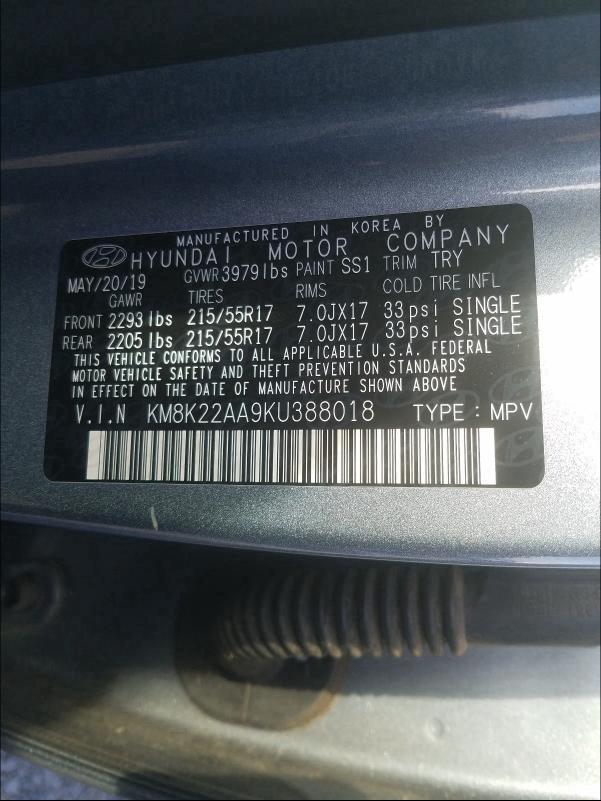 MANUFACTURED IN KOREA BY
HYUNDAI MOTOR COMPANY
MAY/20/19 GVWR 3979lbs PAINT SS1 TRIM TRY
GAWR TIRES RIMS COLD TIRE INFL
FRONT 2293 lbs 215/55R17 7.0JX17 33psi SINGLE
REAR 2205 lbs 215/55R17 7.0JX17 33psi SINGLE
THIS VEHICLE CONFORMS TO ALL APPLICABLE U.S.A. FEDERAL
MOTOR VEHICLE SAFETY AND THEFT PREVENTION STANDARDS
IN EFFECT ON THE DATE OF MANUFACTURE SHOWN ABOVE
V.I.N KM8K22AA9KU388018 TYPE : MPV